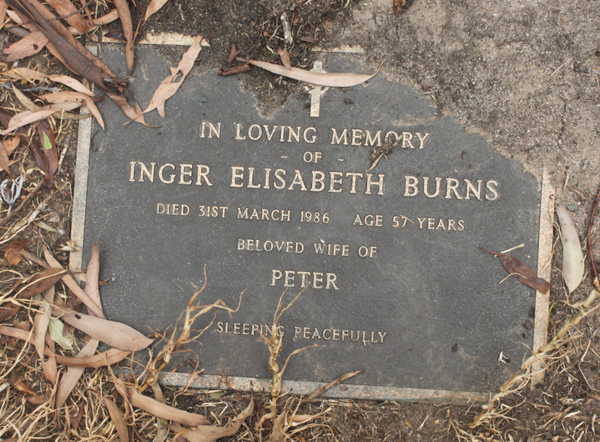 IN LOVING MEMORY
- OF -
INGER ELISABETH BURNS
DIED 31ST MARCH 1986 AGE 57 YEARS
BELOVED WIFE OF
PETER
SLEEPING PEACEFULLY